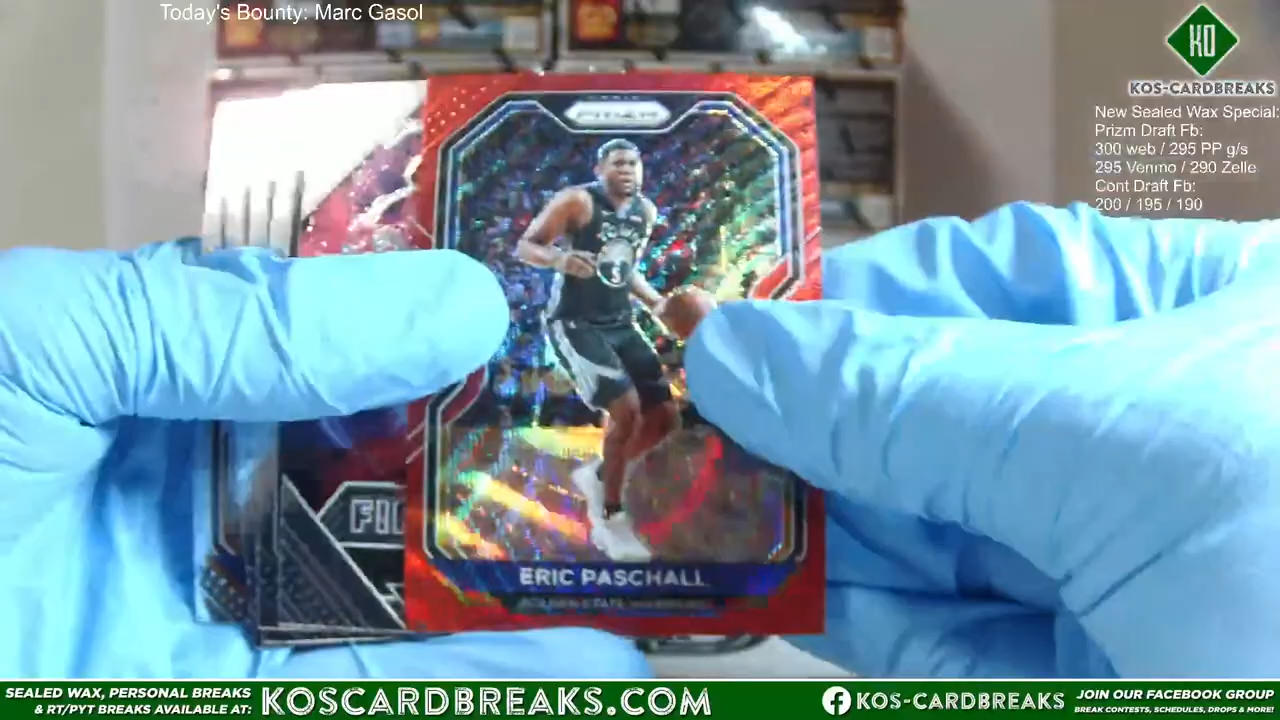 Today's Bounty: Marc Gasol
KO
KOS-CARDBREAKS
New Sealed Wax Special:
Prizm Draft Fb:
300 web / 295 PP g/s
295 Venmo / 290 Zelle
Cont Draft Fb:
200 / 195 / 190
PRIZM
FI
ERIC PASCHALL
GOLDEN STATE WARRIORS
SEALED WAX, PERSONAL BREAKS
& RT/PYT BREAKS AVAILABLE AT:
KOSCARDBREAKS.COM
KOS-CARDBREAKS
JOIN OUR FACEBOOK GROUP
BREAK CONTESTS, SCHEDULES, DROPS & MORE!